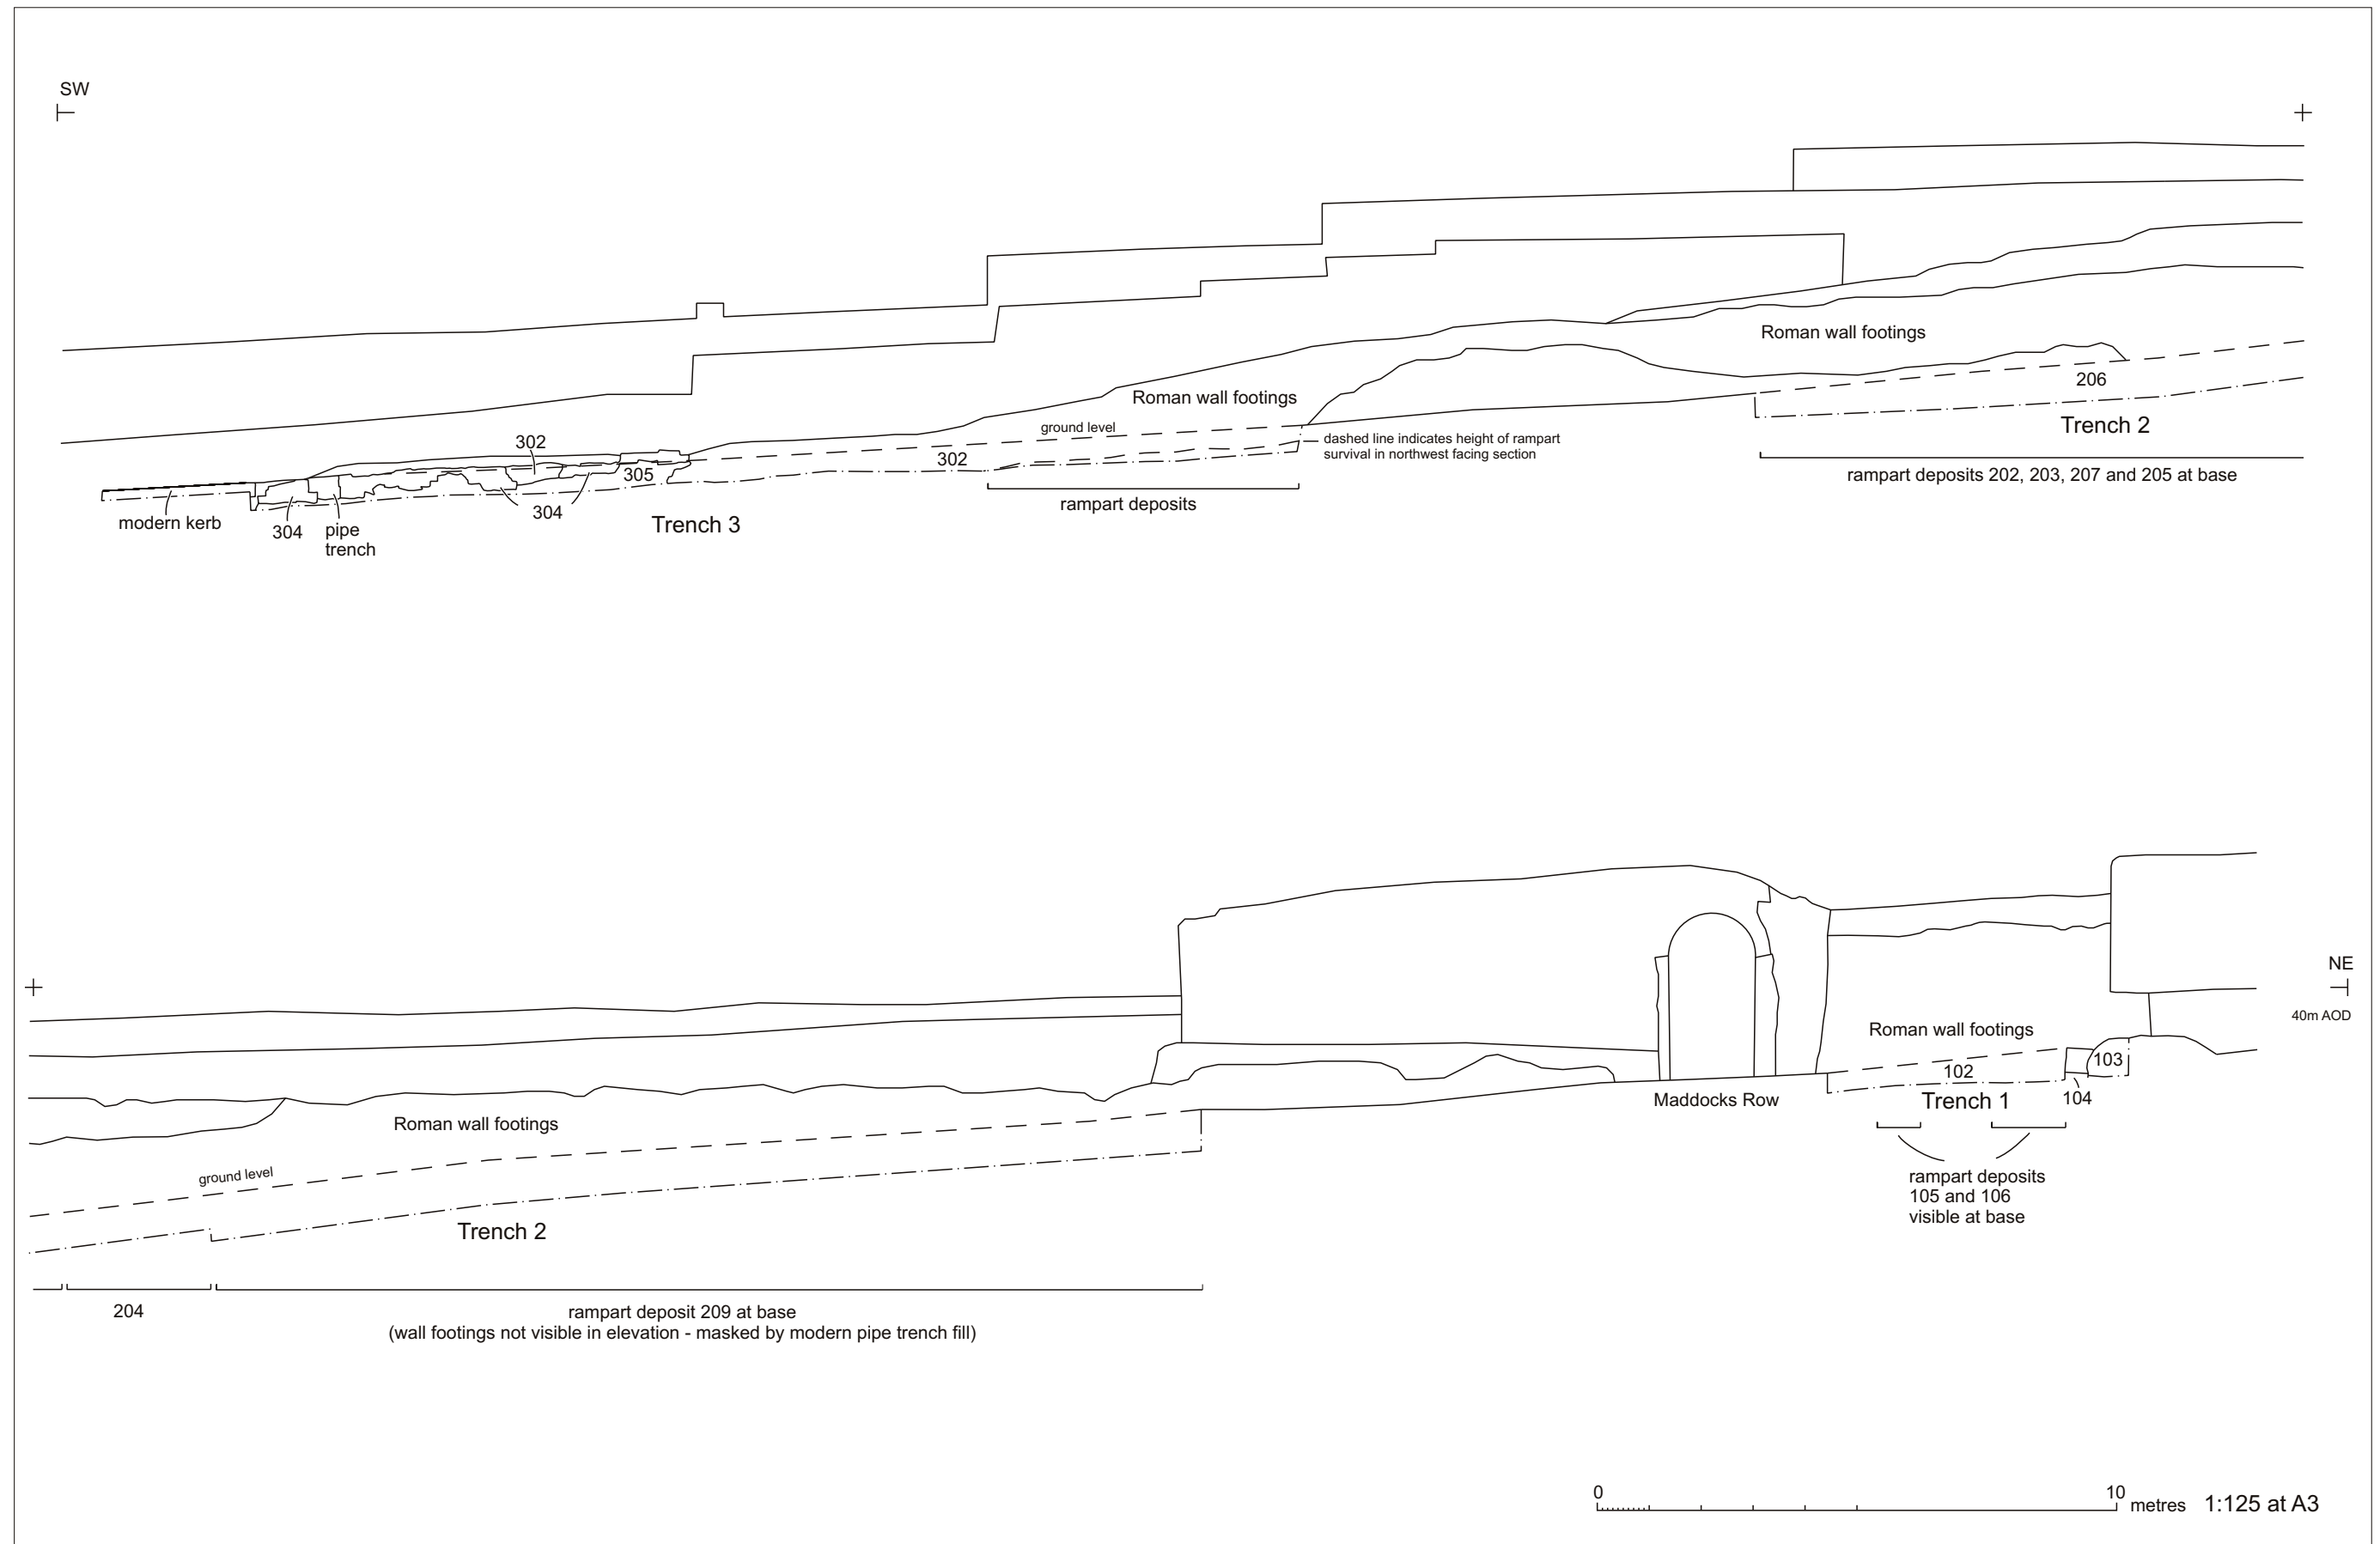 SW
Roman wall footings
206
Trench 2
rampart deposits 202, 203, 207 and 205 at base
Roman wall footings
ground level
dashed line indicates height of rampart
survival in northwest facing section
302
rampart deposits
302
305
304
Trench 3
modern kerb
304
pipe
trench
NE
40m AOD
Roman wall footings
103
102
Trench 1
104
Maddocks Row
rampart deposits
105 and 106
visible at base
Roman wall footings
ground level
Trench 2
204
rampart deposit 209 at base
(wall footings not visible in elevation - masked by modern pipe trench fill)
0
10
metres
1:125 at A3